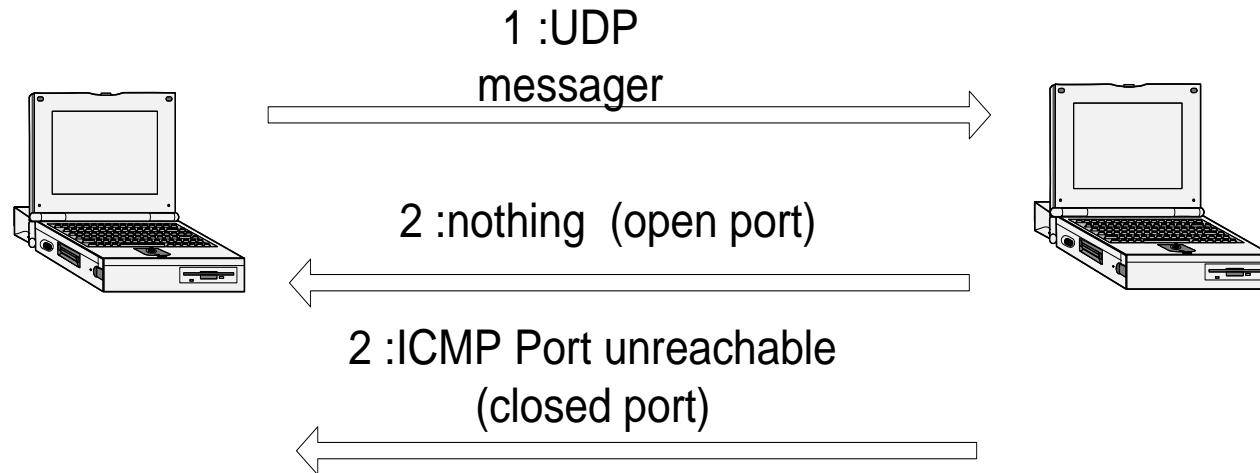 1 :UDP
messager
2 :nothing (open port)
2 :ICMP Port unreachable
(closed port)